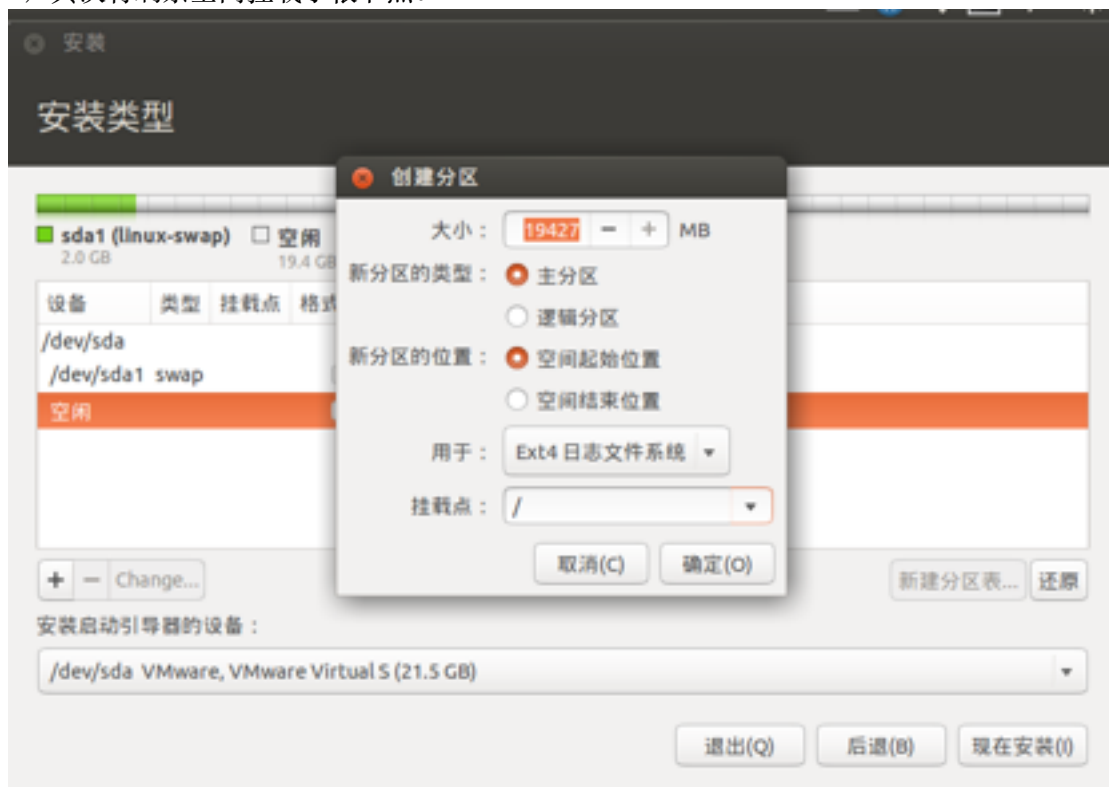 安装
安装类型
创建分区
sda1 (linux-swap) 空闲
2.0 GB 19.4 GB
大小： 19427 － ＋ MB
新分区的类型： 主分区
逻辑分区
新分区的位置： 空间起始位置
空间结束位置
用于： Ext4 日志文件系统
挂载点： /
取消(C) 确定(O)
设备 类型 挂载点
/dev/sda
/dev/sda1 swap
空闲
+ － Change... 新建分区表... 还原
安装启动引导器的设备：
/dev/sda VMware, VMware Virtual S (21.5 GB)
退出(Q) 后退(B) 现在安装(I)